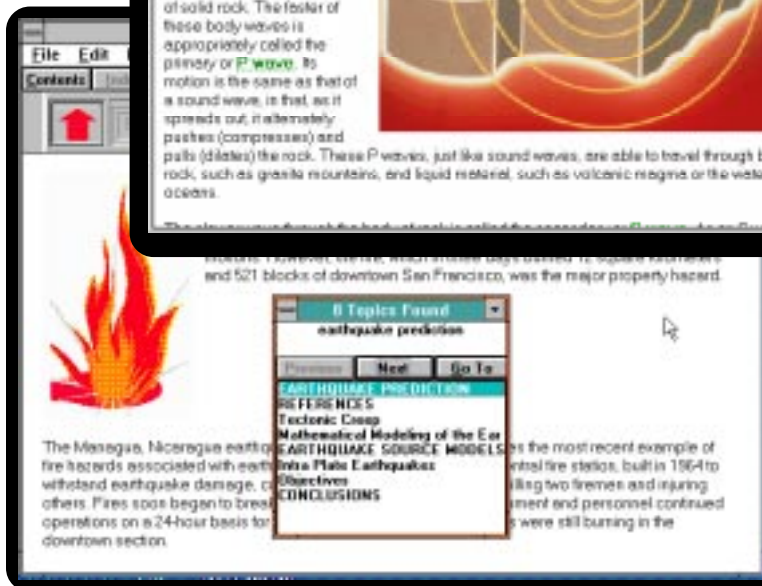 of solid rock. The faster of
these body waves is
appropriately called the
primary or P wave. Its
motion is the same as that of
a sound wave, in that, as it
spreads out, it alternately
pushes (compresses) and
pulls (dilates) the rock. These P waves, just like sound waves, are able to travel through b
rock, such as granite mountains, and liquid material, such as volcanic magma or the wate
oceans.
File Edit
Contents
and 521 blocks of downtown San Francisco, was the major property hazard.
8 Topics Found
earthquake prediction
Previous Next Go To
EARTHQUAKE PREDICTION
REFERENCES
Tectonic Creep
Mathematical Modeling of the Ear
EARTHQUAKE SOURCE MODELS
Intra Plate Earthquakes
Objectives
CONCLUSIONS
The Managua, Nicaragua earthq s the most recent example of
fire hazards associated with earth ntral fire station, built in 1964 to
withstand earthquake damage, c illing two firemen and injuring
others. Fires soon began to brea ment and personnel continued
operations on a 24-hour basis for s were still burning in the
downtown section.